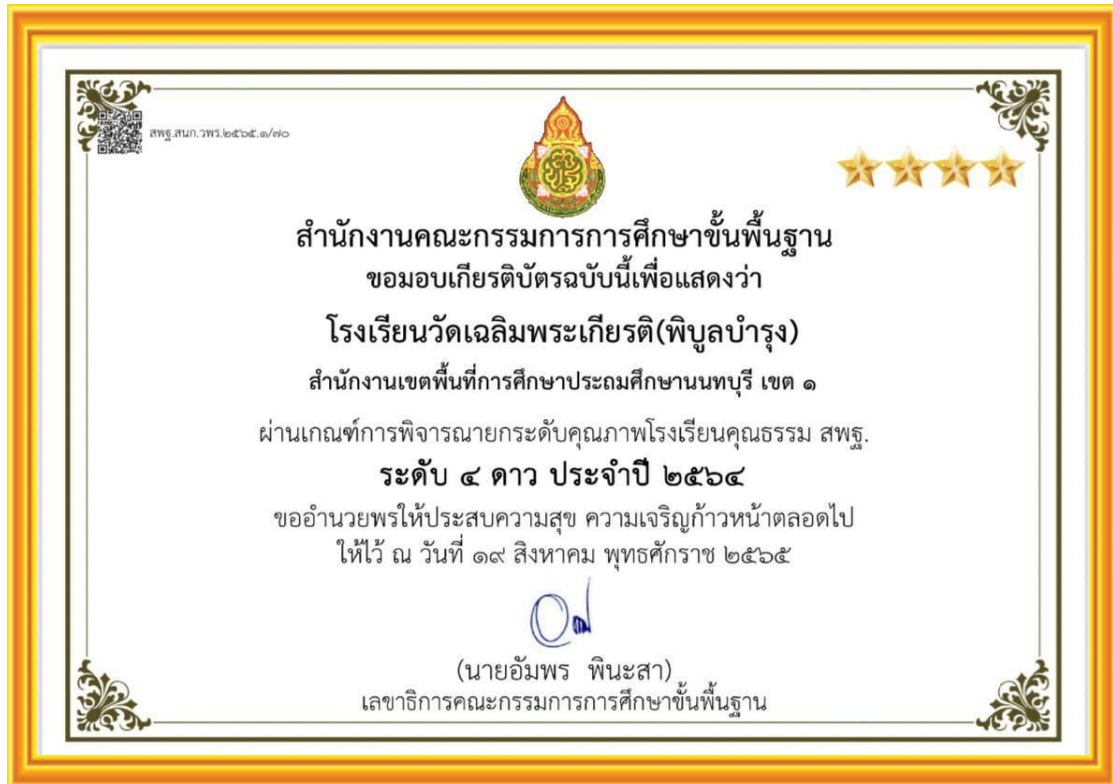 สพฐ.สนก.วพร.๒๕๖๕.๑/๗๐
สำนักงานคณะกรรมการการศึกษาขั้นพื้นฐาน
ขอมอบเกียรติบัตรฉบับนี้เพื่อแสดงว่า
โรงเรียนวัดเฉลิมพระเกียรติ(พิบูลบำรุง)
สำนักงานเขตพื้นที่การศึกษาประถมศึกษานนทบุรี เขต ๑
ผ่านเกณฑ์การพิจารณายกระดับคุณภาพโรงเรียนคุณธรรม สพฐ.
ระดับ ๔ ดาว ประจำปี ๒๕๖๔
ขออำนวยพรให้ประสบความสุข ความเจริญก้าวหน้าตลอดไป
ให้ไว้ ณ วันที่ ๑๙ สิงหาคม พุทธศักราช ๒๕๖๕
(นายอัมพร พินะสา)
เลขาธิการคณะกรรมการการศึกษาขั้นพื้นฐาน